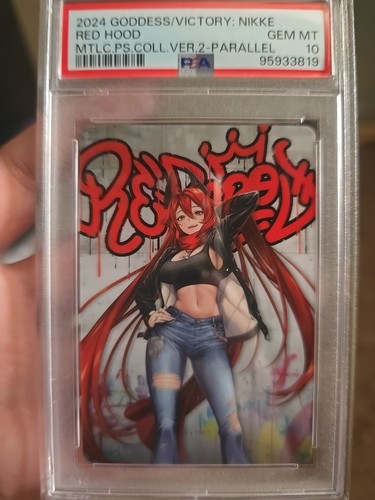 2024 GODDESS/VICTORY: NIKKE
RED HOOD GEM MT
MTLC.PS.COLL.VER.2-PARALLEL 10
PSA 95933819
RED HOOD